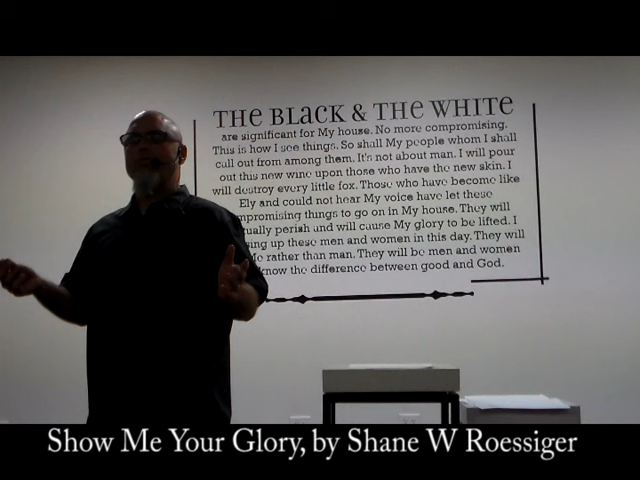 THE BLACK & THE WHITE
are significant for My house. No more compromising.
This is how I see things. So shall My people whom I shall
call out from among them. It's not about man. I will pour
out this new wine upon those who have the new skin. I
will destroy every little fox. Those who have become like
Ely and could not hear My voice have let these
mpromising things to go on in My house. They will
ually perish and will cause My glory to be lifted. I
ing up these men and women in this day. They will
Me rather than man. They will be men and women
know the difference between good and God.
Show Me Your Glory, by Shane W Roessiger